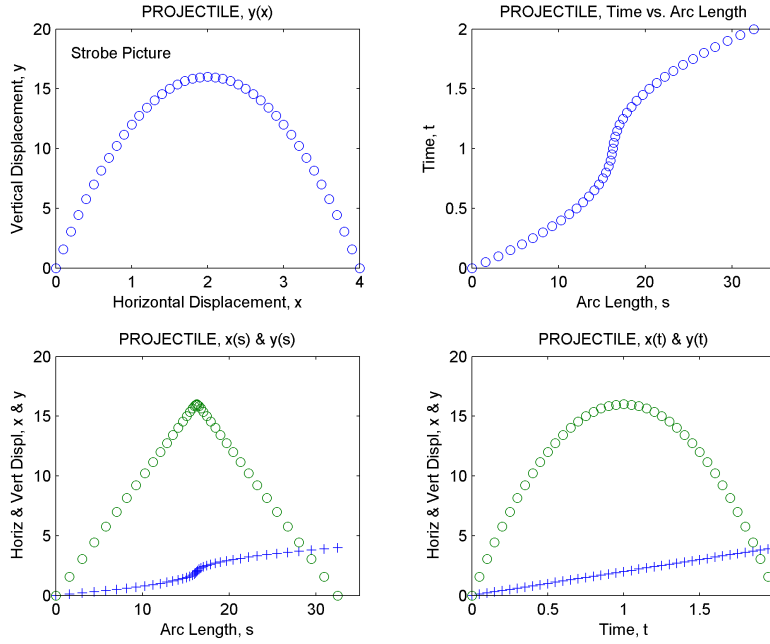 PROJECTILE, y(x)
20
15
10
5
0
Vertical Displacement, y
Strobe Picture
0 1 2 3 4
Horizontal Displacement, x
PROJECTILE, Time vs. Arc Length
2
1.5
1
0.5
0
Time, t
0 10 20 30
Arc Length, s
PROJECTILE, x(s) & y(s)
20
15
10
5
0
Horiz & Vert Displ, x & y
0 10 20 30
Arc Length, s
PROJECTILE, x(t) & y(t)
20
15
10
5
0
Horiz & Vert Displ, x & y
0 0.5 1 1.5
Time, t